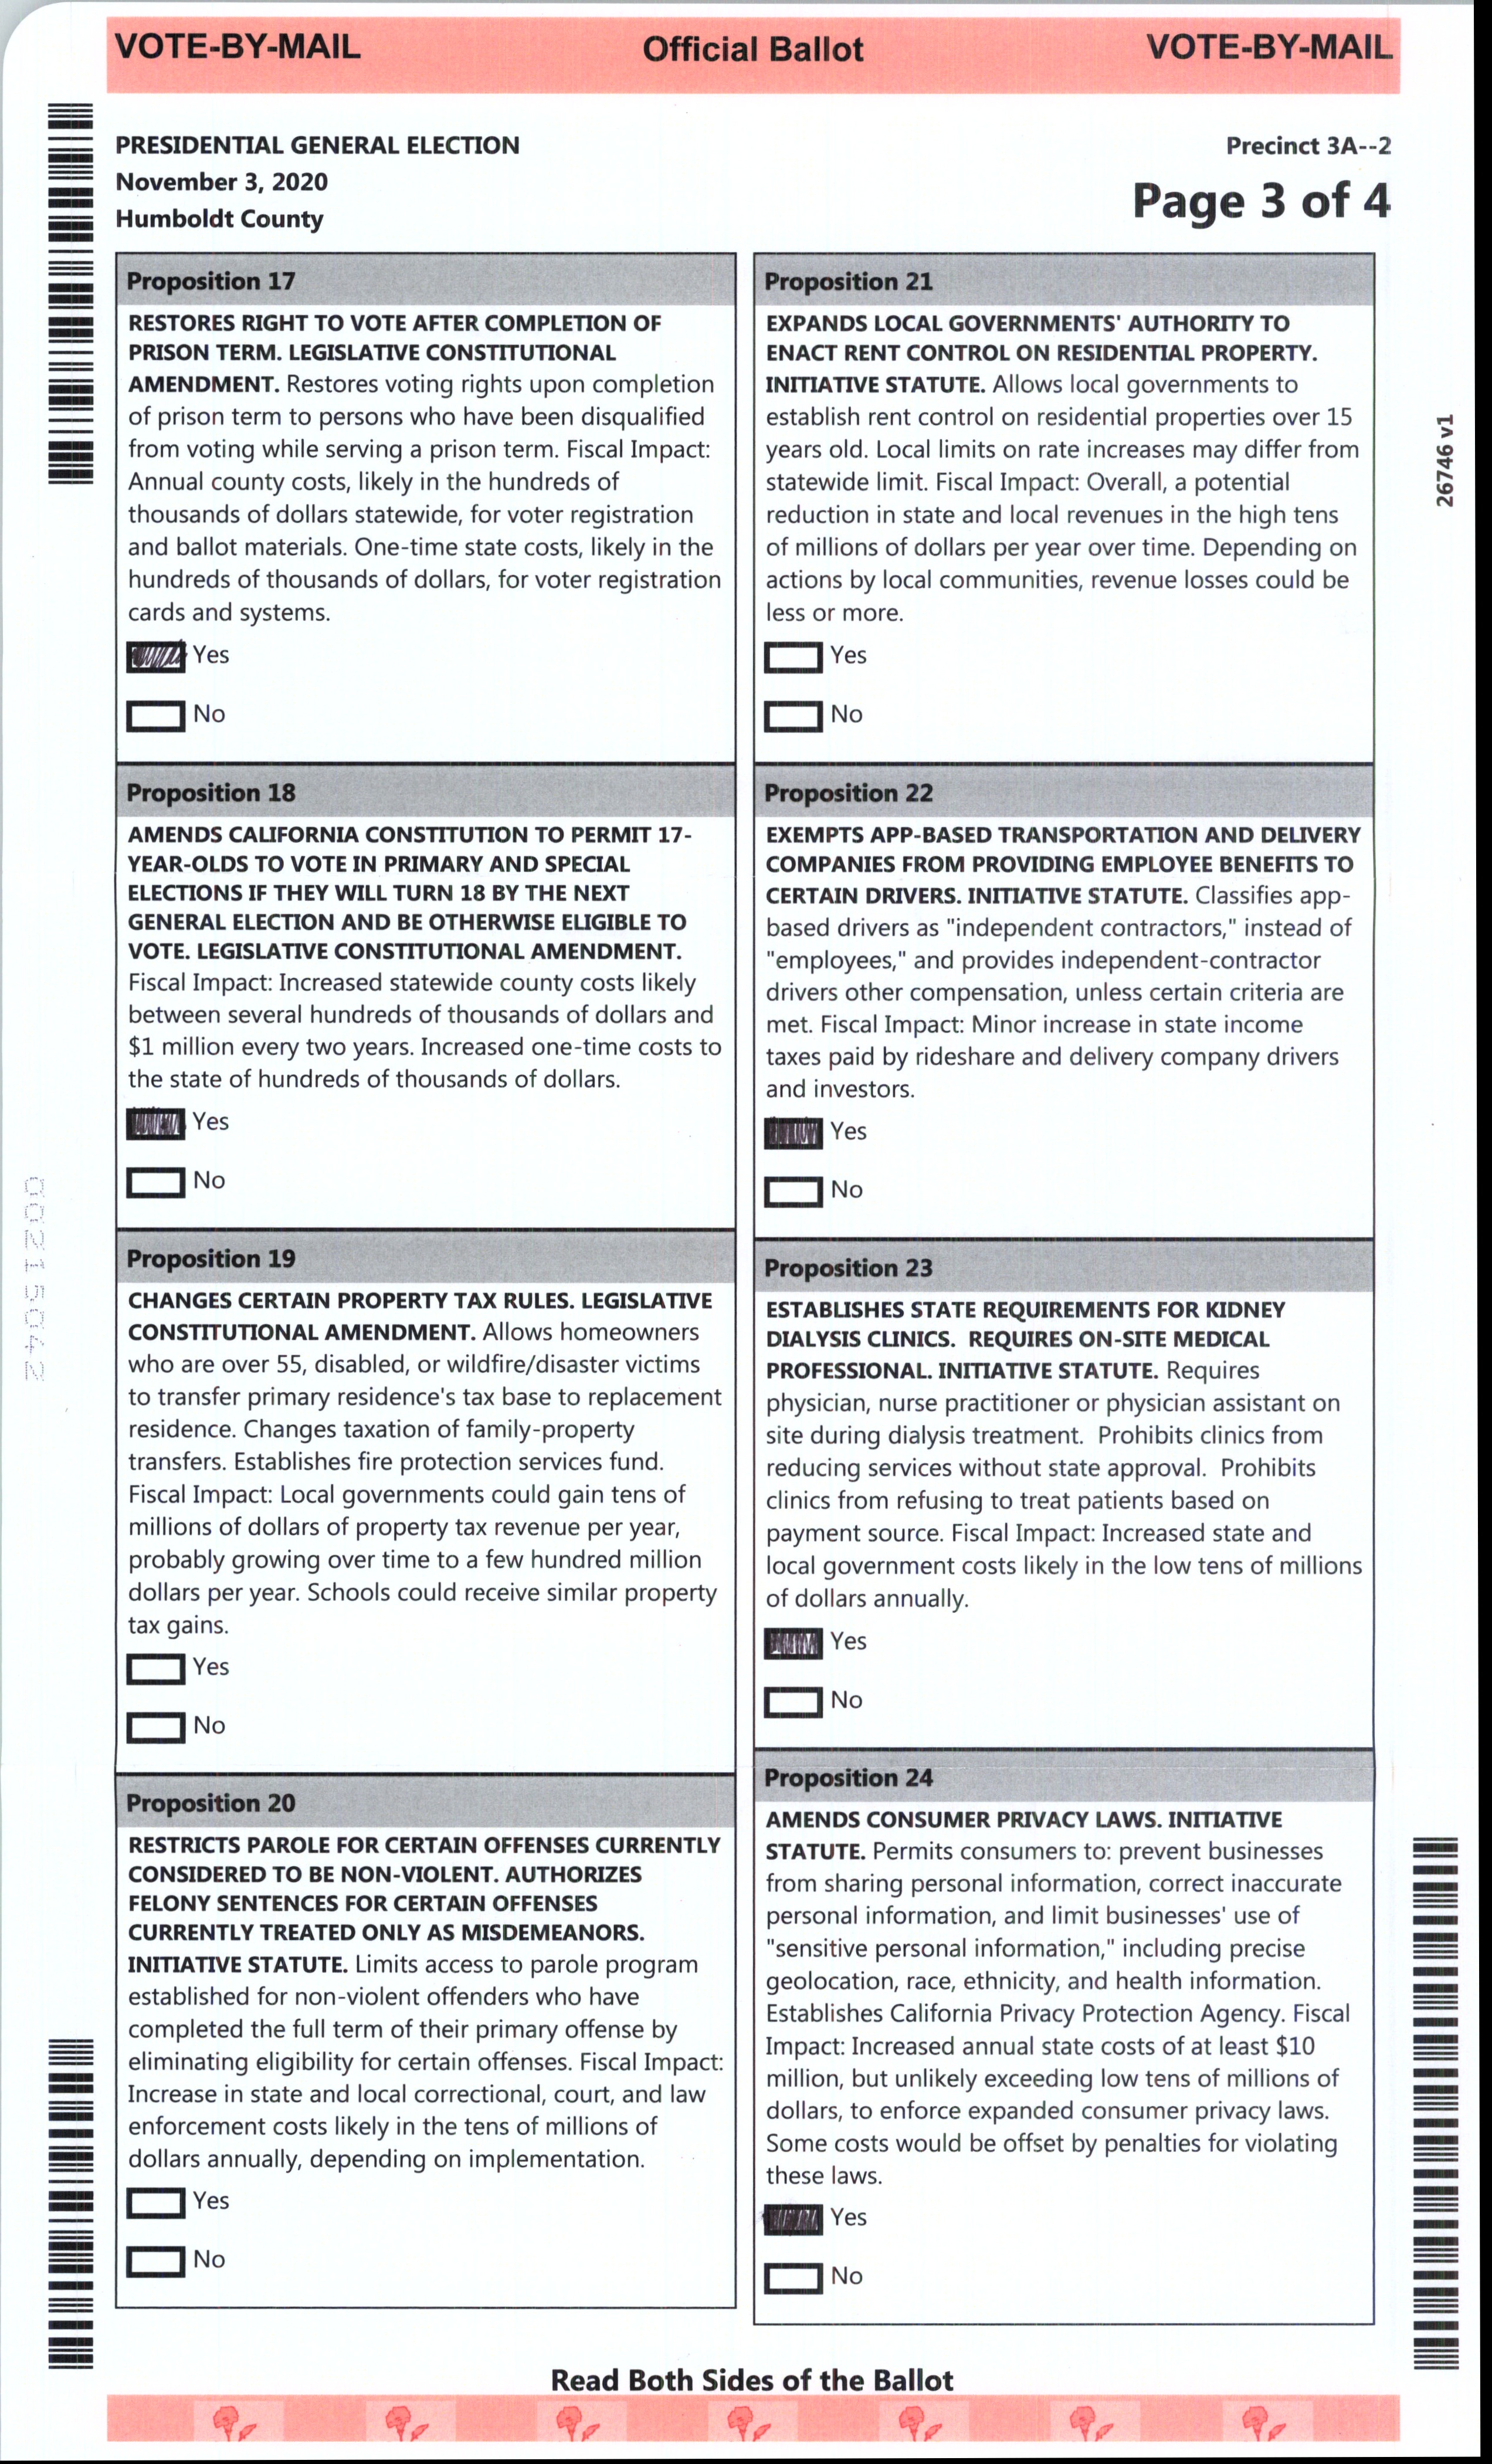 VOTE-BY-MAIL Official Ballot VOTE-BY-MAIL
PRESIDENTIAL GENERAL ELECTION
November 3, 2020
Humboldt County
Precinct 3A--2
Page 3 of 4
Proposition 17
RESTORES RIGHT TO VOTE AFTER COMPLETION OF
PRISON TERM. LEGISLATIVE CONSTITUTIONAL
AMENDMENT. Restores voting rights upon completion
of prison term to persons who have been disqualified
from voting while serving a prison term. Fiscal Impact:
Annual county costs, likely in the hundreds of
thousands of dollars statewide, for voter registration
and ballot materials. One-time state costs, likely in the
hundreds of thousands of dollars, for voter registration
cards and systems.
Yes
No
Proposition 18
AMENDS CALIFORNIA CONSTITUTION TO PERMIT 17-
YEAR-OLDS TO VOTE IN PRIMARY AND SPECIAL
ELECTIONS IF THEY WILL TURN 18 BY THE NEXT
GENERAL ELECTION AND BE OTHERWISE ELIGIBLE TO
VOTE. LEGISLATIVE CONSTITUTIONAL AMENDMENT.
Fiscal Impact: Increased statewide county costs likely
between several hundreds of thousands of dollars and
$1 million every two years. Increased one-time costs to
the state of hundreds of thousands of dollars.
Yes
No
Proposition 19
CHANGES CERTAIN PROPERTY TAX RULES. LEGISLATIVE
CONSTITUTIONAL AMENDMENT. Allows homeowners
who are over 55, disabled, or wildfire/disaster victims
to transfer primary residence's tax base to replacement
residence. Changes taxation of family-property
transfers. Establishes fire protection services fund.
Fiscal Impact: Local governments could gain tens of
millions of dollars of property tax revenue per year,
probably growing over time to a few hundred million
dollars per year. Schools could receive similar property
tax gains.
Yes
No
Proposition 20
RESTRICTS PAROLE FOR CERTAIN OFFENSES CURRENTLY
CONSIDERED TO BE NON-VIOLENT. AUTHORIZES
FELONY SENTENCES FOR CERTAIN OFFENSES
CURRENTLY TREATED ONLY AS MISDEMEANORS.
INITIATIVE STATUTE. Limits access to parole program
established for non-violent offenders who have
completed the full term of their primary offense by
eliminating eligibility for certain offenses. Fiscal Impact:
Increase in state and local correctional, court, and law
enforcement costs likely in the tens of millions of
dollars annually, depending on implementation.
Yes
No
Proposition 21
EXPANDS LOCAL GOVERNMENTS' AUTHORITY TO
ENACT RENT CONTROL ON RESIDENTIAL PROPERTY.
INITIATIVE STATUTE. Allows local governments to
establish rent control on residential properties over 15
years old. Local limits on rate increases may differ from
statewide limit. Fiscal Impact: Overall, a potential
reduction in state and local revenues in the high tens
of millions of dollars per year over time. Depending on
actions by local communities, revenue losses could be
less or more.
Yes
No
Proposition 22
EXEMPTS APP-BASED TRANSPORTATION AND DELIVERY
COMPANIES FROM PROVIDING EMPLOYEE BENEFITS TO
CERTAIN DRIVERS. INITIATIVE STATUTE. Classifies app-
based drivers as "independent contractors," instead of
"employees," and provides independent-contractor
drivers other compensation, unless certain criteria are
met. Fiscal Impact: Minor increase in state income
taxes paid by rideshare and delivery company drivers
and investors.
Yes
No
Proposition 23
ESTABLISHES STATE REQUIREMENTS FOR KIDNEY
DIALYSIS CLINICS. REQUIRES ON-SITE MEDICAL
PROFESSIONAL. INITIATIVE STATUTE. Requires
physician, nurse practitioner or physician assistant on
site during dialysis treatment. Prohibits clinics from
reducing services without state approval. Prohibits
clinics from refusing to treat patients based on
payment source. Fiscal Impact: Increased state and
local government costs likely in the low tens of millions
of dollars annually.
Yes
No
Proposition 24
AMENDS CONSUMER PRIVACY LAWS. INITIATIVE
STATUTE. Permits consumers to: prevent businesses
from sharing personal information, correct inaccurate
personal information, and limit businesses' use of
"sensitive personal information," including precise
geolocation, race, ethnicity, and health information.
Establishes California Privacy Protection Agency. Fiscal
Impact: Increased annual state costs of at least $10
million, but unlikely exceeding low tens of millions of
dollars, to enforce expanded consumer privacy laws.
Some costs would be offset by penalties for violating
these laws.
Yes
No
26746 v1
00215042
Read Both Sides of the Ballot